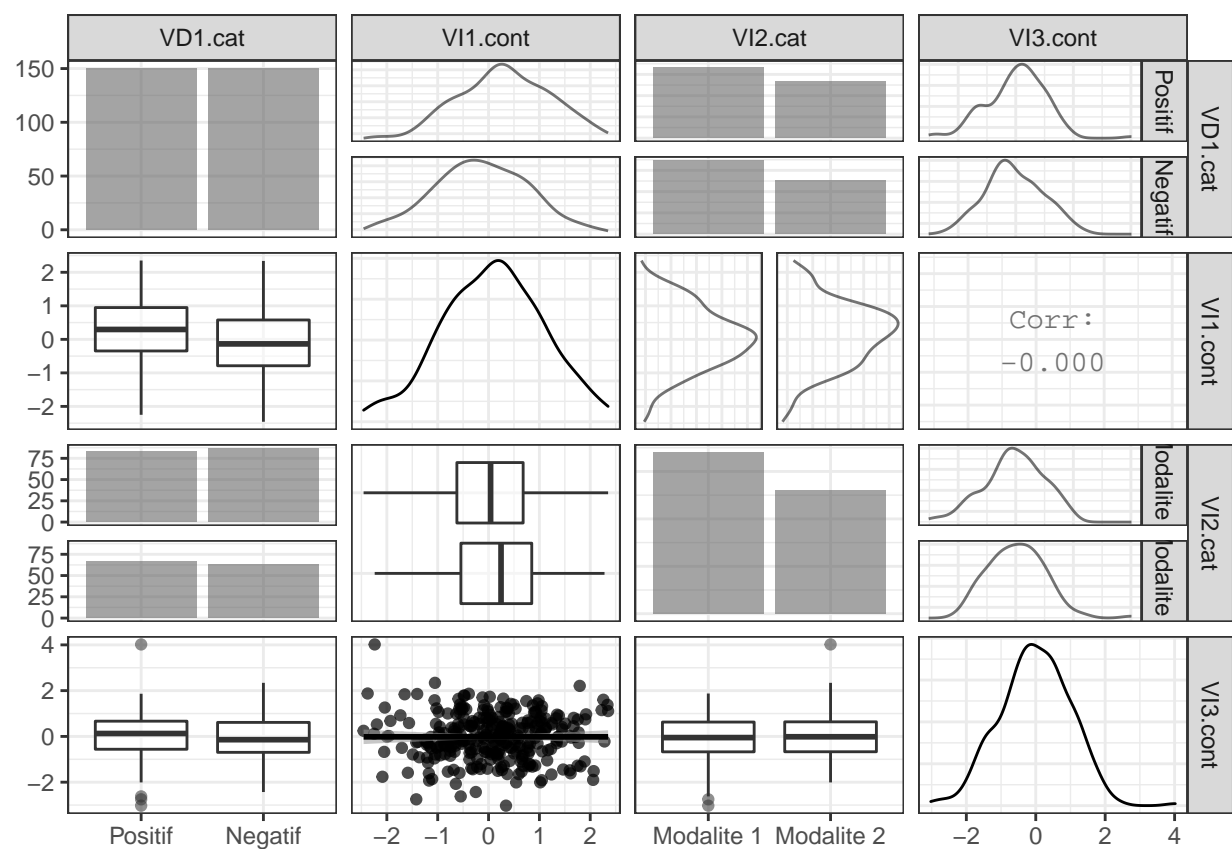 VD1.cat VI1.cont VI2.cat VI3.cont
150
100
50
0
Positif
Negatif
VD1.cat
2
1
0
−1
−2
Corr:
-0.000
VI1.cont
75
50
25
0
75
50
25
0
VI2.cat
4
2
0
−2
VI3.cont
Positif Negatif −2 −1 0 1 2 Modalite 1 Modalite 2 −2 0 2 4